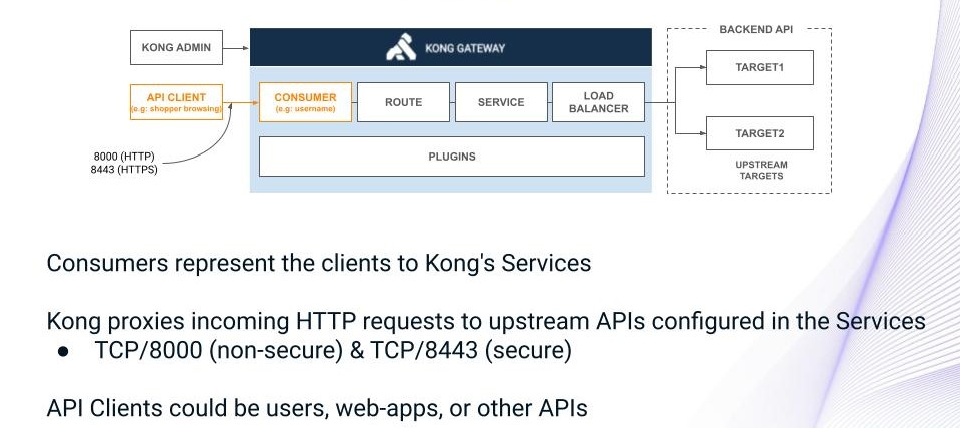 BACKEND API
KONG ADMIN
KONG GATEWAY
TARGET1
API CLIENT
(e.g: shopper browsing)
CONSUMER
(e.g: username)
ROUTE
SERVICE
LOAD
BALANCER
TARGET2
8000 (HTTP)
8443 (HTTPS)
PLUGINS
UPSTREAM
TARGETS
Consumers represent the clients to Kong's Services
Kong proxies incoming HTTP requests to upstream APIs configured in the Services
● TCP/8000 (non-secure) & TCP/8443 (secure)
API Clients could be users, web-apps, or other APIs